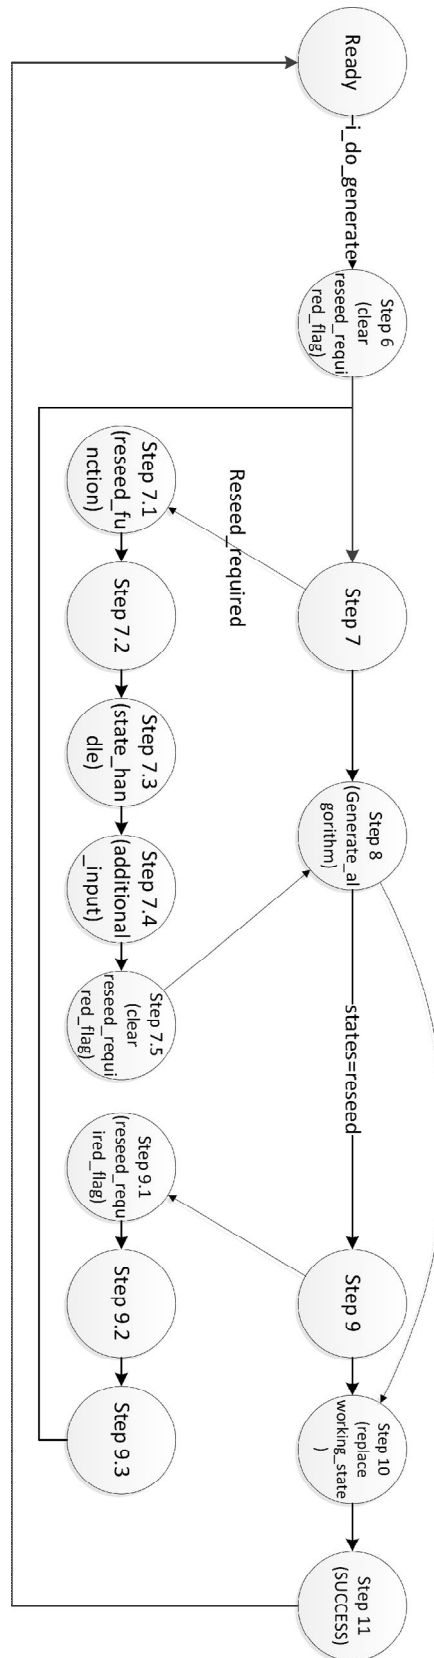 Ready
i_do_generate
Step 6
(clear
reseed_requi
red_flag)
Step 7
Reseed_required
Step 7.1
(reseed_fu
nction)
Step 7.2
Step 7.3
(state_han
dle)
Step 7.4
(additional
_input)
Step 7.5
(clear
reseed_requi
red_flag)
Step 8
(Generate_al
gorithm)
states=reseed
Step 9
Step 9.1
(reseed_requ
ired_flag)
Step 9.2
Step 9.3
Step 10
(replace
working_state
)
Step 11
(SUCCESS)